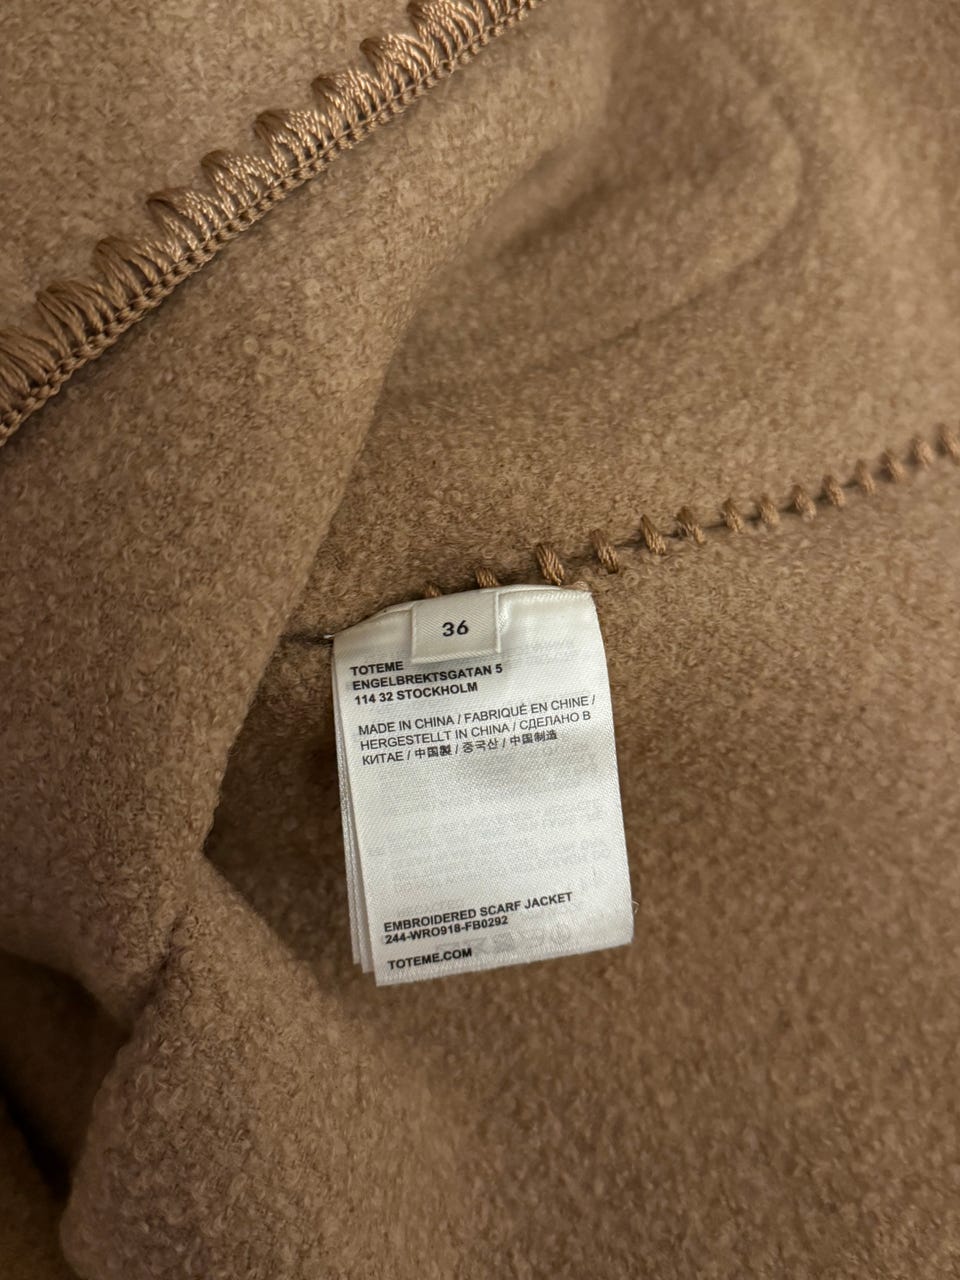 36
TOTEME
ENGELBREKTSGATAN 5
114 32 STOCKHOLM
MADE IN CHINA / FABRIQUÉ EN CHINE /
HERGESTELLT IN CHINA / СДЕЛАНО В
КИТАЕ / 中国製 / 중국산 / 中国制造
EMBROIDERED SCARF JACKET
244-WRO918-FB0292
TOTEME.COM